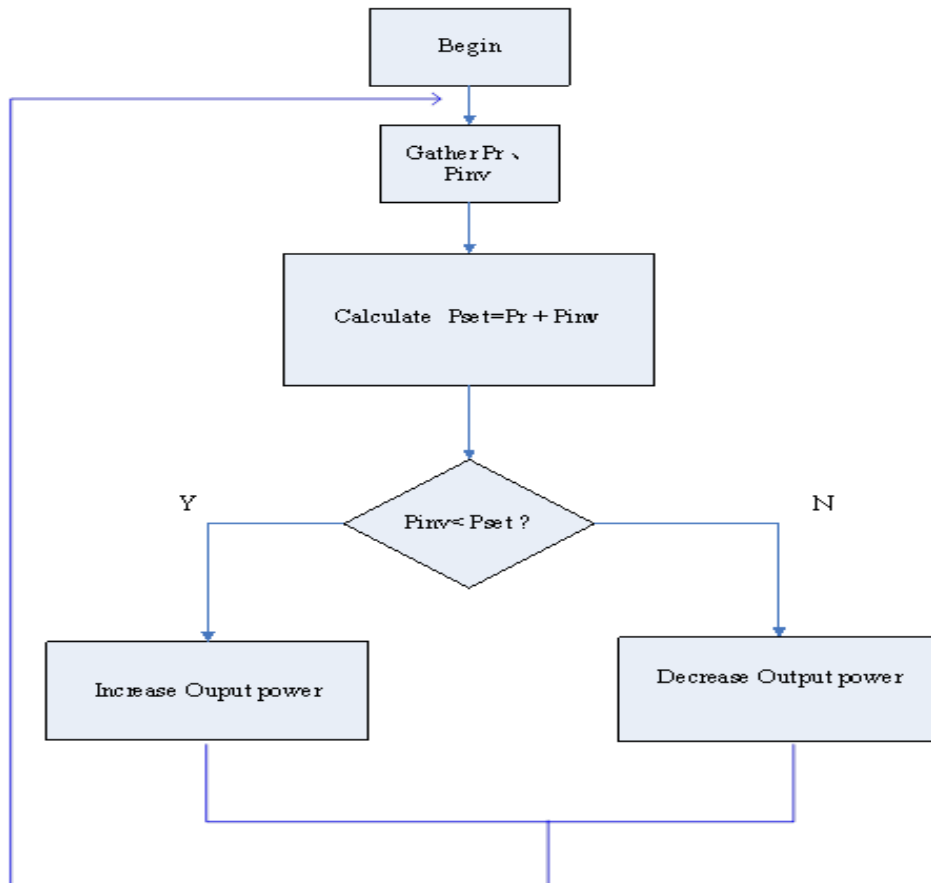 Begin
Gather Pr、
Pinv
Calculate Pset=Pr + Pinv
Y
Pinv< Pset ?
N
Increase Ouput power
Decrease Output power